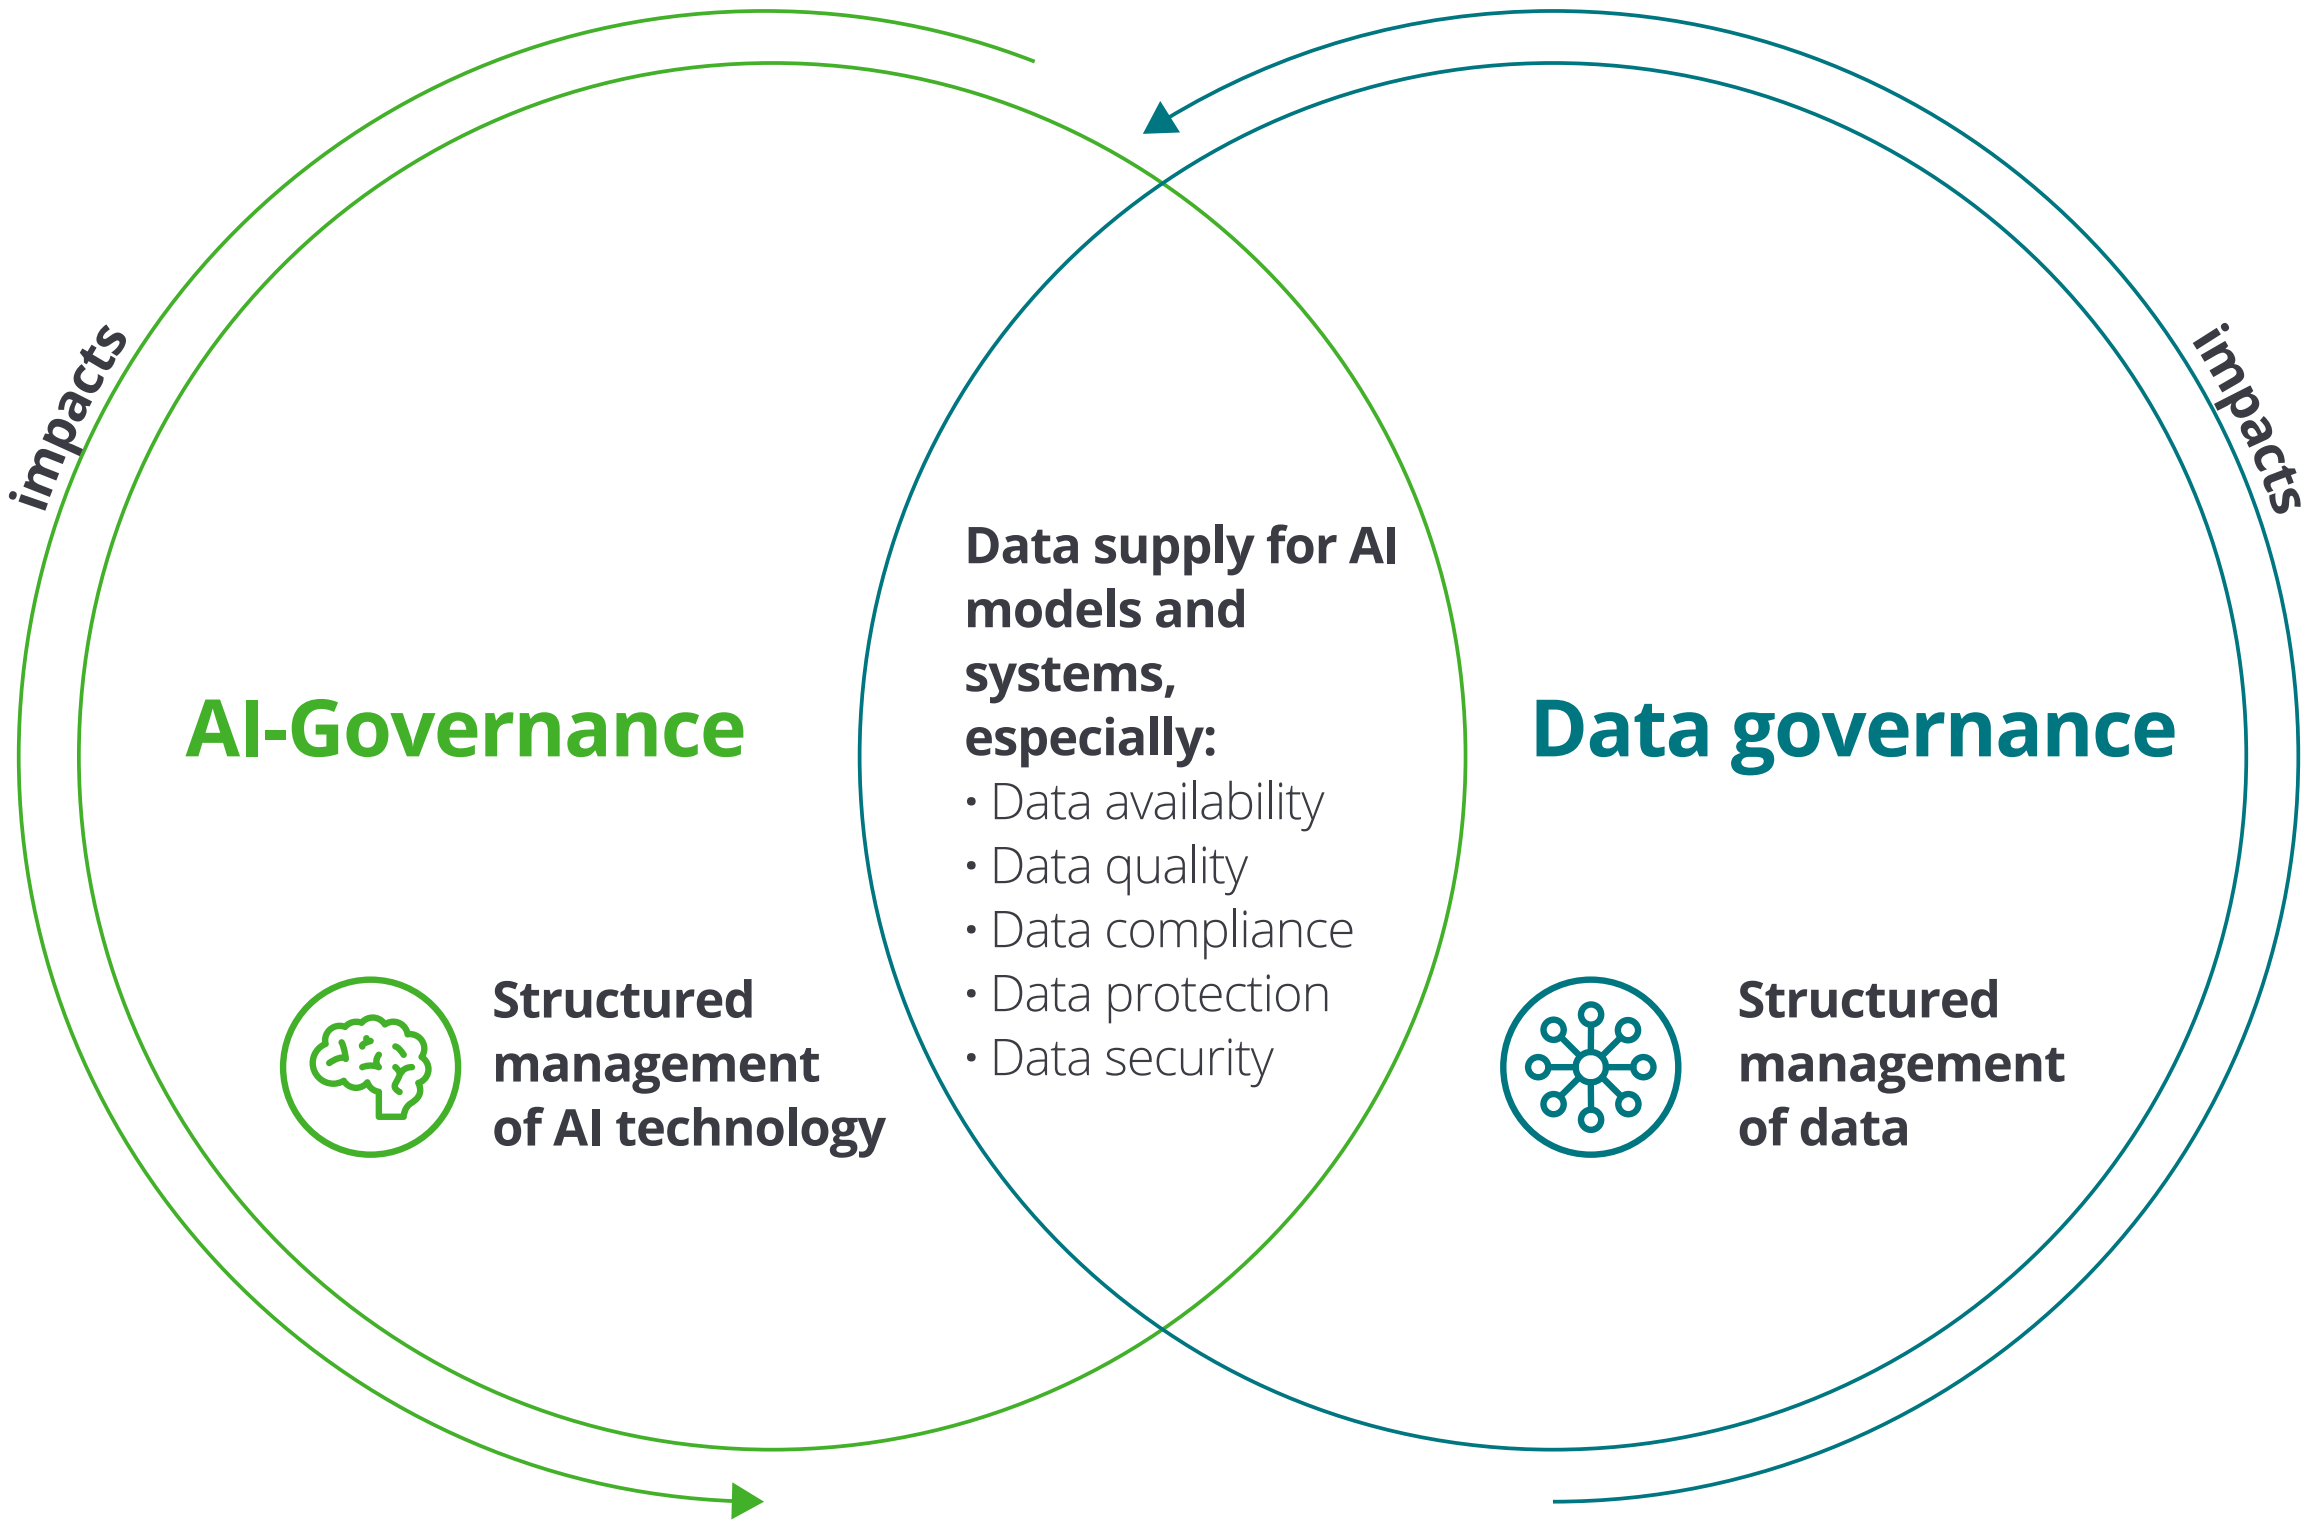 impacts
impacts
AI-Governance
Structured
management
of AI technology
Data supply for AI
models and
systems,
especially:
• Data availability
• Data quality
• Data compliance
• Data protection
• Data security
Data governance
Structured
management
of data